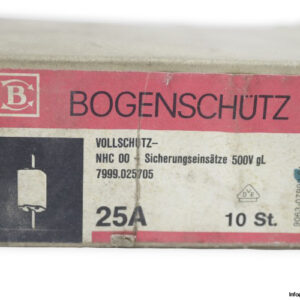 B
BOGENSCHÜTZ
VOLLSCHUTZ-
NHC 00 - Sicherungseinsätze 500V gL
7999.025705
25A
10 St.